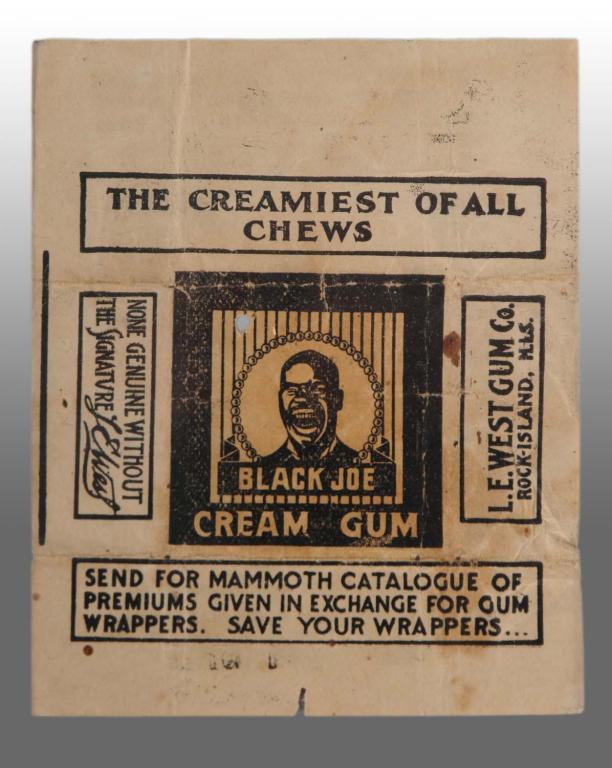 THE CREAMIEST OF ALL
CHEWS
NONE GENUINE WITHOUT
THE SIGNATURE L.E.West
BLACK JOE
CREAM GUM
L.E. WEST GUM Co.
ROCK-ISLAND, ILLS.
SEND FOR MAMMOTH CATALOGUE OF
PREMIUMS GIVEN IN EXCHANGE FOR GUM
WRAPPERS. SAVE YOUR WRAPPERS...